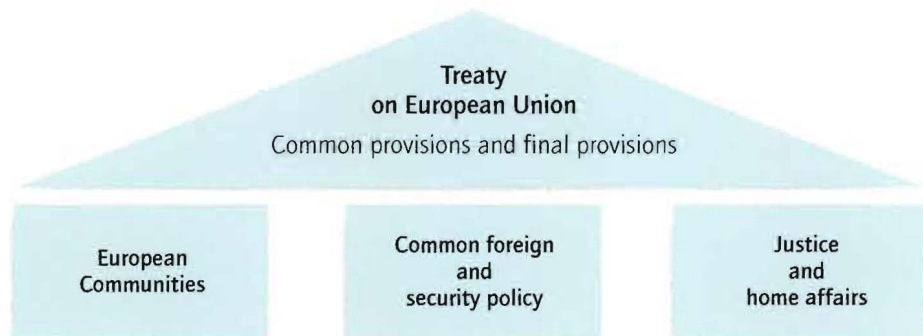 Treaty
on European Union
Common provisions and final provisions
European
Communities
Common foreign
and
security policy
Justice
and
home affairs